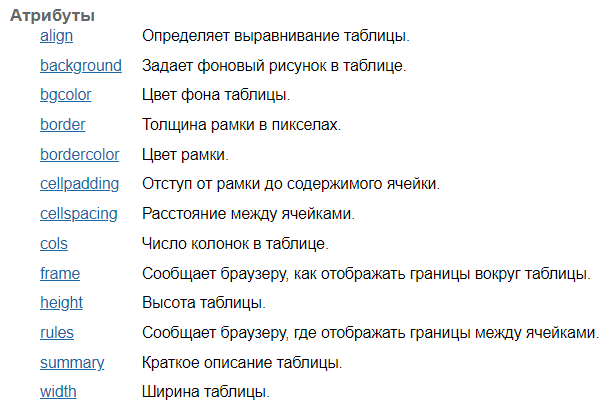 Атрибуты
align Определяет выравнивание таблицы.
background Задает фоновый рисунок в таблице.
bgcolor Цвет фона таблицы.
border Толщина рамки в пикселах.
bordercolor Цвет рамки.
cellpadding Отступ от рамки до содержимого ячейки.
cellspacing Расстояние между ячейками.
cols Число колонок в таблице.
frame Сообщает браузеру, как отображать границы вокруг таблицы.
height Высота таблицы.
rules Сообщает браузеру, где отображать границы между ячейками.
summary Краткое описание таблицы.
width Ширина таблицы.